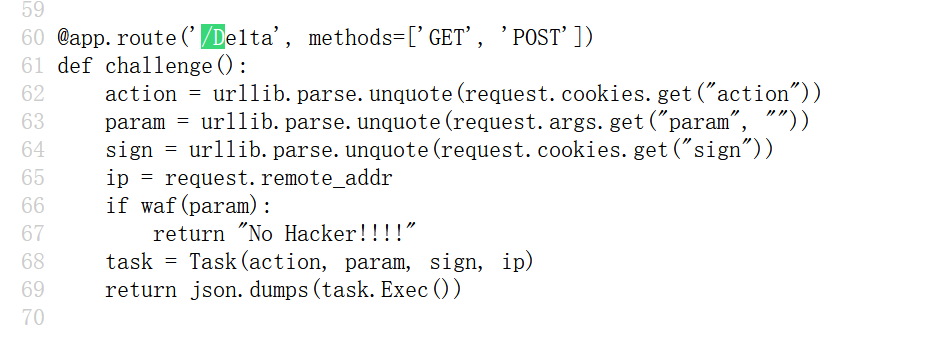 59
60 @app.route('/De1ta', methods=['GET', 'POST'])
61 def challenge():
62     action = urllib.parse.unquote(request.cookies.get("action"))
63     param = urllib.parse.unquote(request.args.get("param", ""))
64     sign = urllib.parse.unquote(request.cookies.get("sign"))
65     ip = request.remote_addr
66     if waf(param):
67         return "No Hacker!!!!"
68     task = Task(action, param, sign, ip)
69     return json.dumps(task.Exec())
70